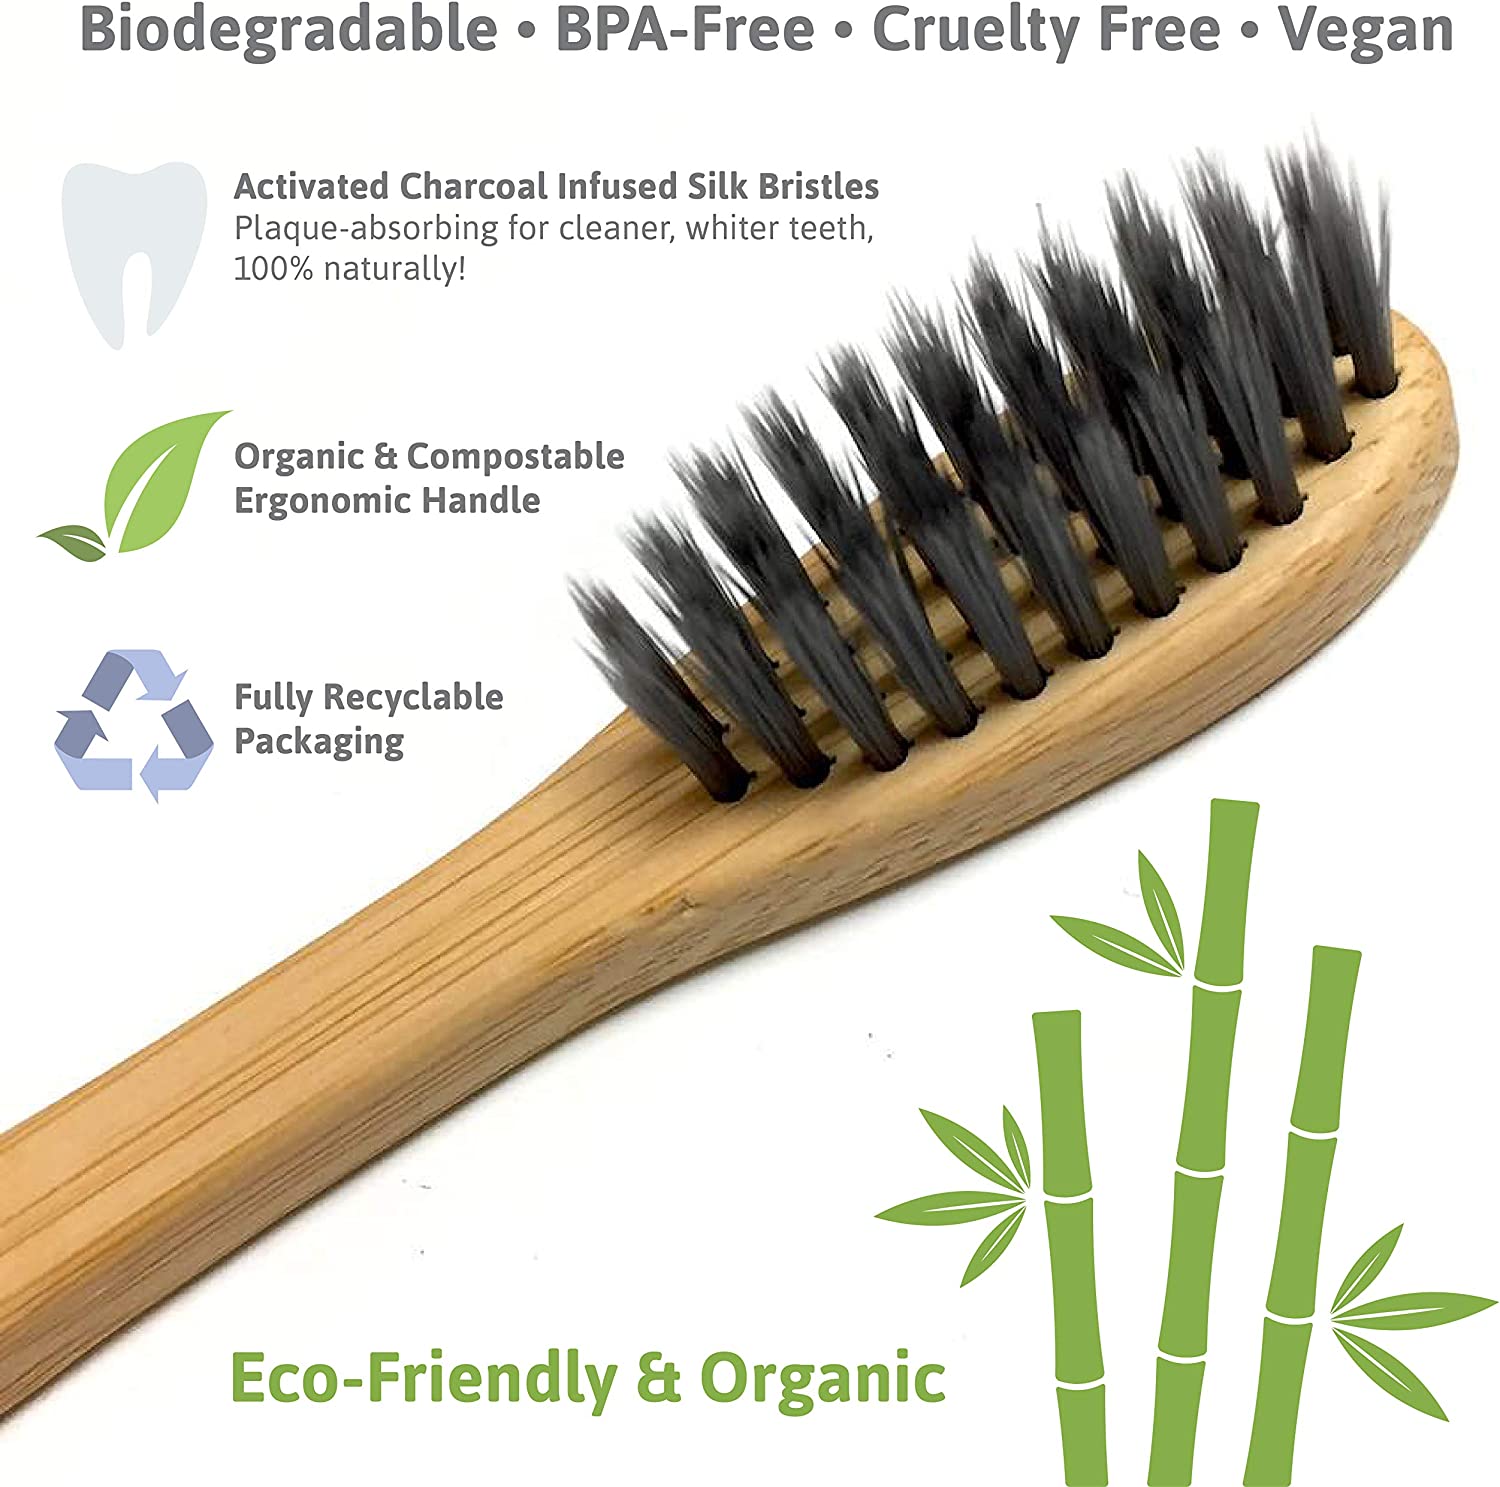 Biodegradable • BPA-Free • Cruelty Free • Vegan
Activated Charcoal Infused Silk Bristles
Plaque-absorbing for cleaner, whiter teeth,
100% naturally!
Organic & Compostable
Ergonomic Handle
Fully Recyclable
Packaging
Eco-Friendly & Organic